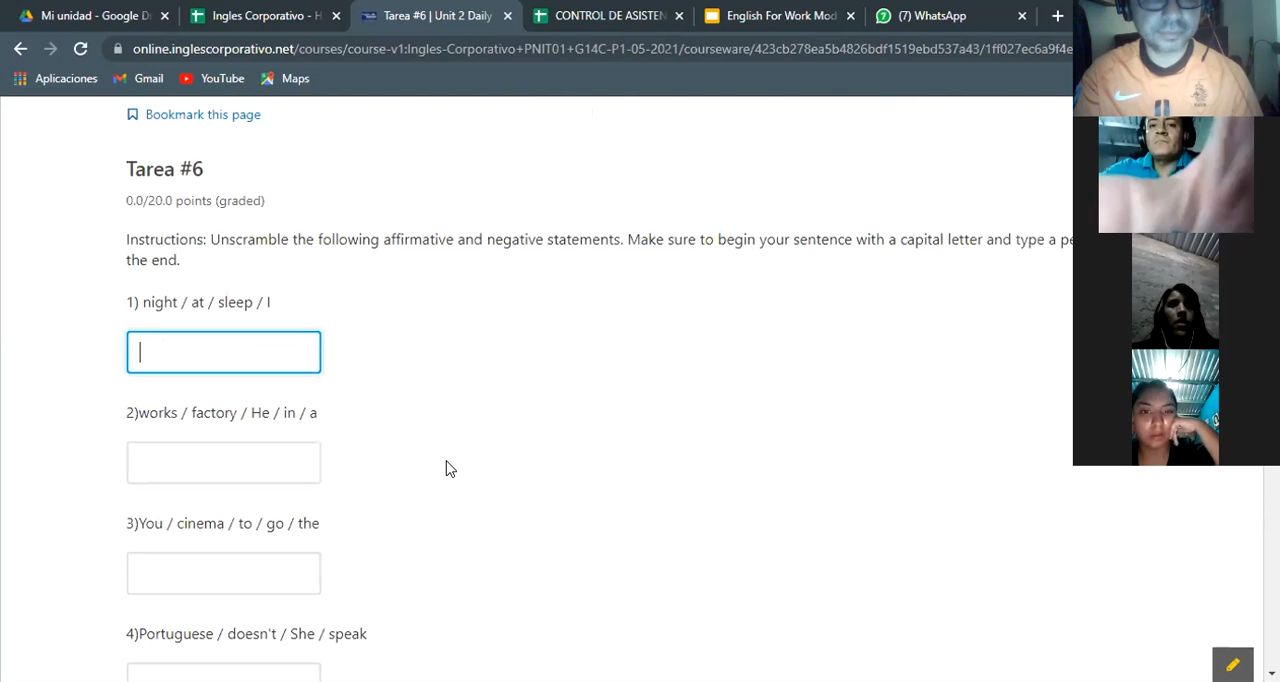 Mi unidad - Google Dr
Ingles Corporativo - H
Tarea #6 | Unit 2 Daily
CONTROL DE ASISTEN
English For Work Mod
(7) WhatsApp
online.inglescorporativo.net/courses/course-v1:Ingles-Corporativo+PNIT01+G14C-P1-05-2021/courseware/423cb278ea5b4826bdf1519ebd537a43/1ff027ec6a9f4e
Aplicaciones
Gmail
YouTube
Maps
Bookmark this page
Tarea #6
0.0/20.0 points (graded)
Instructions: Unscramble the following affirmative and negative statements. Make sure to begin your sentence with a capital letter and type a pe
the end.
1) night / at / sleep / I
2)works / factory / He / in / a
3)You / cinema / to / go / the
4)Portuguese / doesn't / She / speak